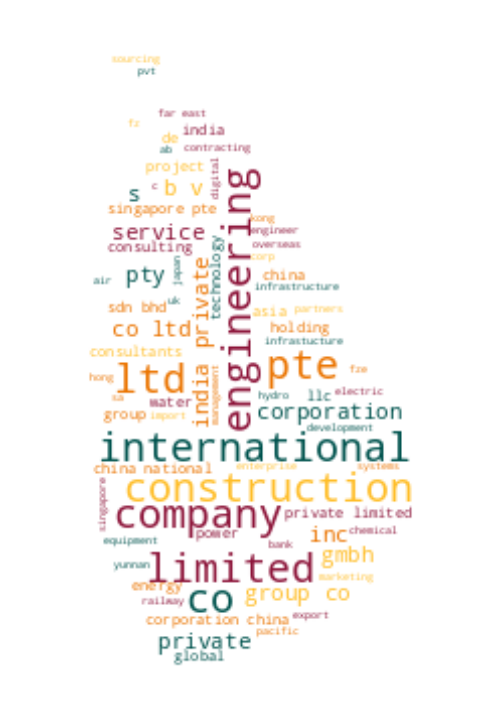 sourcing
pvt
far east
fz
india
de
ab
contracting
project
digital
c
b v
s
engineering
singapore pte
kong
service
engineer
consulting
overseas
technology
corp
japan
pty
private
china
air
infrastructure
uk
sdn bhd
asia
partners
co ltd
holding
infrastucture
consultants
pte
ltd
india
management
hong
fze
sa
hydro
llc
electric
water
group
import
corporation
development
international
china national
enterprise
systems
singapore
construction
company
private limited
power
inc
chemical
equipment
bank
gmbh
yunnan
limited
marketing
energy
co
group co
railway
export
corporation china
pacific
private
global